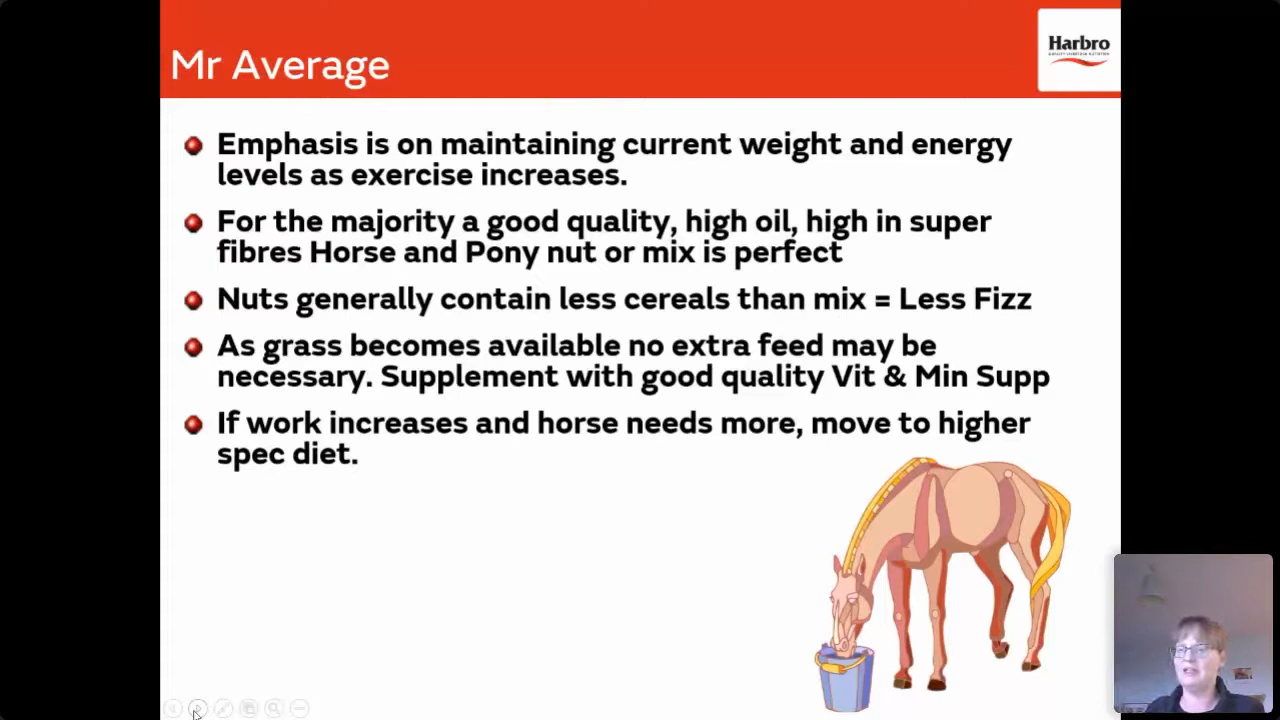 Mr Average
Harbro
Emphasis is on maintaining current weight and energy
levels as exercise increases.
For the majority a good quality, high oil, high in super
fibres Horse and Pony nut or mix is perfect
Nuts generally contain less cereals than mix = Less Fizz
As grass becomes available no extra feed may be
necessary. Supplement with good quality Vit & Min Supp
If work increases and horse needs more, move to higher
spec diet.